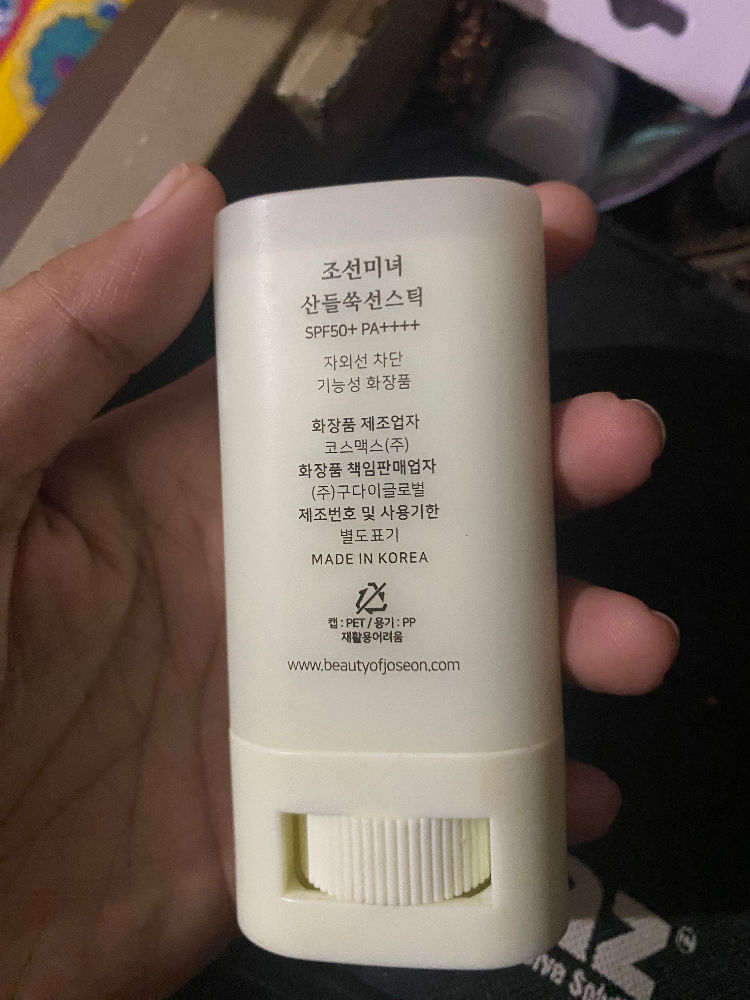 조선미녀
산들쑥선스틱
SPF50+ PA++++
자외선 차단
기능성 화장품
화장품 제조업자
코스맥스(주)
화장품 책임판매업자
(주)구다이글로벌
제조번호 및 사용기한
별도표기
MADE IN KOREA
캡 : PET / 용기 : PP
재활용어려움
www.beautyofjoseon.com